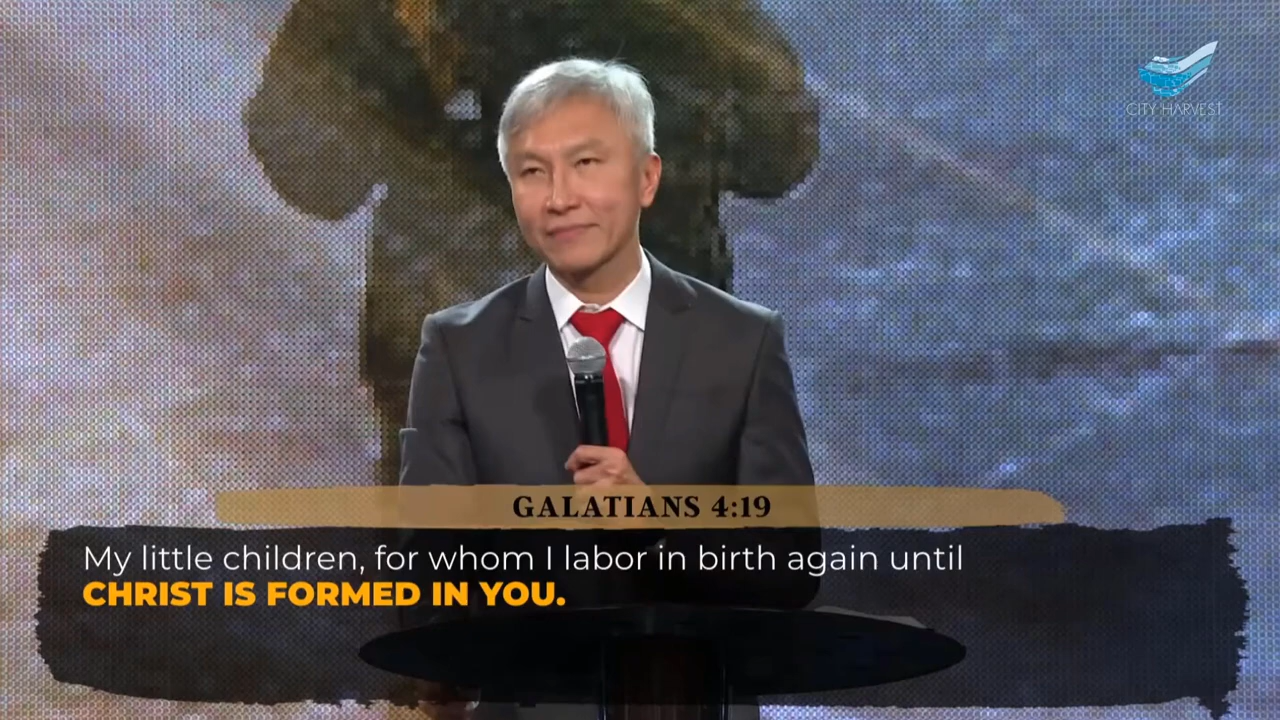 CITY HARVEST
GALATIANS 4:19
My little children, for whom I labor in birth again until
CHRIST IS FORMED IN YOU.